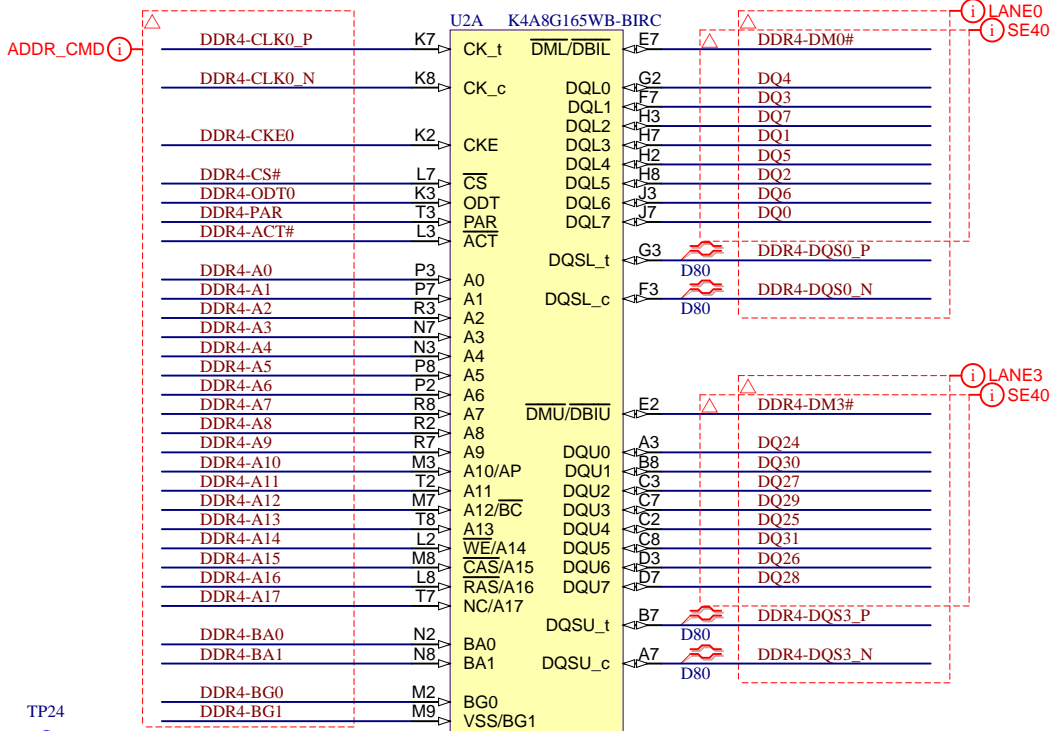 U2A K4A8G165WB-BIRC
LANE0
SE40
ADDR_CMD i
i
i
DDR4-CLK0_P K7 CK_t DML/DBIL E7 DDR4-DM0#
DDR4-CLK0_N K8 CK_c DQL0 G2 DQ4
DQL1 F7 DQ3
DQL2 H3 DQ7
DDR4-CKE0 K2 CKE DQL3 H7 DQ1
DQL4 H2 DQ5
DDR4-CS# L7 CS DQL5 H8 DQ2
DDR4-ODT0 K3 ODT DQL6 J3 DQ6
DDR4-PAR T3 PAR DQL7 J7 DQ0
DDR4-ACT# L3 ACT
DQSL_t G3 D80 DDR4-DQS0_P
DDR4-A0 P3 A0
DDR4-A1 P7 A1 DQSL_c F3 D80 DDR4-DQS0_N
DDR4-A2 R3 A2
DDR4-A3 N7 A3
DDR4-A4 N3 A4
DDR4-A5 P8 A5 i LANE3
DDR4-A6 P2 A6 i SE40
DDR4-A7 R8 A7 DMU/DBIU E2 DDR4-DM3#
DDR4-A8 R2 A8
DDR4-A9 R7 A9 DQU0 A3 DQ24
DDR4-A10 M3 A10/AP DQU1 B8 DQ30
DDR4-A11 T2 A11 DQU2 C3 DQ27
DDR4-A12 M7 A12/BC DQU3 C7 DQ29
DDR4-A13 T8 A13 DQU4 C2 DQ25
DDR4-A14 L2 WE/A14 DQU5 C8 DQ31
DDR4-A15 M8 CAS/A15 DQU6 D3 DQ26
DDR4-A16 L8 RAS/A16 DQU7 D7 DQ28
DDR4-A17 T7 NC/A17
DQSU_t B7 D80 DDR4-DQS3_P
DDR4-BA0 N2 BA0
DDR4-BA1 N8 BA1 DQSU_c A7 D80 DDR4-DQS3_N
DDR4-BG0 M2 BG0
DDR4-BG1 M9 VSS/BG1
TP24